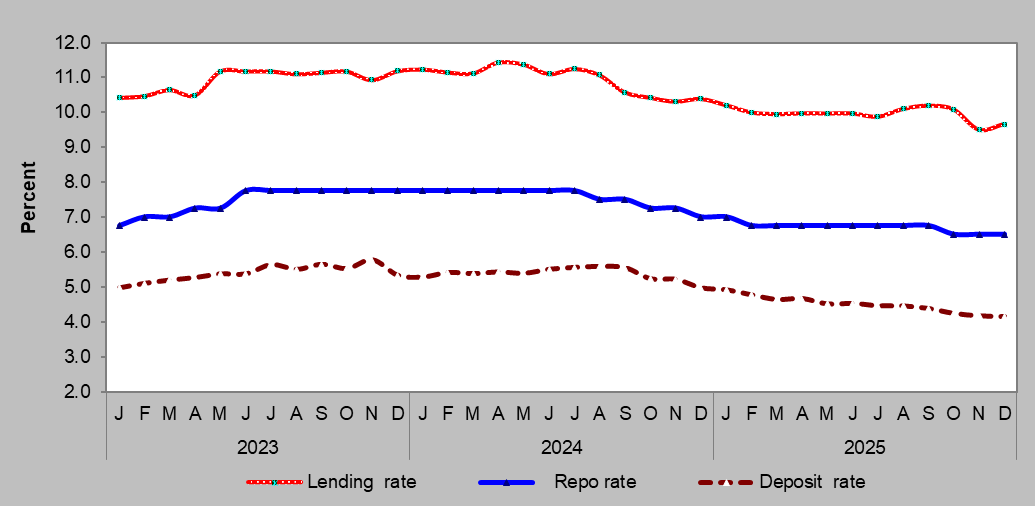 Percent
12.0
11.0
10.0
9.0
8.0
7.0
6.0
5.0
4.0
3.0
2.0
J F M A M J J A S O N D J F M A M J J A S O N D J F M A M J J A S O N D
2023 2024 2025
Lending rate Repo rate Deposit rate